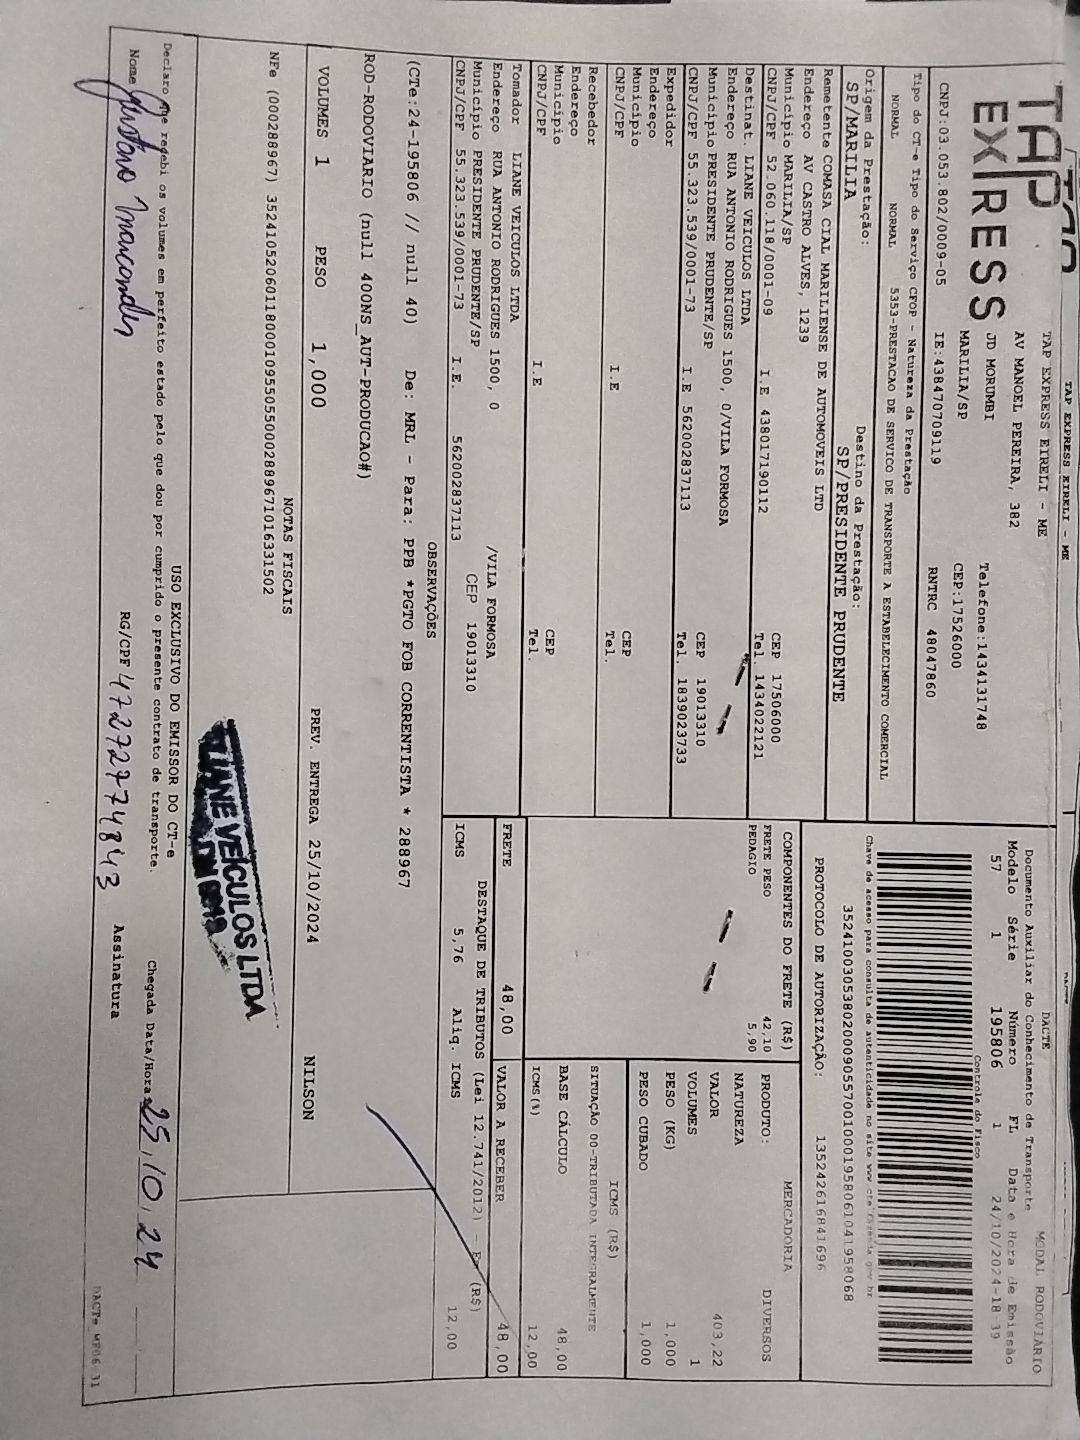 TAP EXPRESS EIRELI - ME
TAP
EXPRESS
TAP EXPRESS EIRELI - ME
AV MANOEL PEREIRA, 382
JD MORUMBI
MARILIA/SP
Telefone:1434131748
CEP:17526000
CNPJ:03.053.802/0009-05 IE:438470709119 RNTRC 48047860
Tipo do CT-e Tipo do Serviço CFOP - Natureza da Prestação
NORMAL NORMAL 5353-PRESTACAO DE SERVICO DE TRANSPORTE A ESTABELECIMENTO COMERCIAL
Origem da Prestação: Destino da Prestação:
SP/MARILIA SP/PRESIDENTE PRUDENTE
DACTE MODAL RODOVIÁRIO
Documento Auxiliar do Conhecimento de Transporte
Modelo Série Número FL Data e Hora de Emissão
57 1 195806 1 24/10/2024-18 39
Controle do Fisco
Chave de acesso para consulta de autenticidade no site www cte fazenda gov br
35241003053802000905570010001958061041958068
PROTOCOLO DE AUTORIZAÇÃO: 135242616841696
Remetente COMASA CIAL MARILIENSE DE AUTOMOVEIS LTD
Endereço AV CASTRO ALVES, 1239
Município MARILIA/SP CEP 17506000
CNPJ/CPF 52.060.118/0001-09 I.E 438017190112 Tel. 1434022121
Destinat. LIANE VEICULOS LTDA
Endereço RUA ANTONIO RODRIGUES 1500, 0/VILA FORMOSA
Município PRESIDENTE PRUDENTE/SP CEP 19013310
CNPJ/CPF 55.323.539/0001-73 I.E 562002837113 Tel. 1839023733
Expedidor
Endereço
Município CEP
CNPJ/CPF I.E Tel.
Recebedor
Endereço
Município CEP
CNPJ/CPF I.E Tel.
Tomador LIANE VEICULOS LTDA
Endereço RUA ANTONIO RODRIGUES 1500, 0 /VILA FORMOSA
Município PRESIDENTE PRUDENTE/SP CEP 19013310
CNPJ/CPF 55.323.539/0001-73 I.E. 562002837113
COMPONENTES DO FRETE (R$)
FRETE PESO 42,10
PEDAGIO 5,90
MERCADORIA
PRODUTO: DIVERSOS
NATUREZA
VALOR 403,22
VOLUMES 1
PESO (KG) 1,000
PESO CUBADO 1,000
ICMS (R$)
SITUAÇÃO 00-TRIBUTADA INTEGRALMENTE
BASE CÁLCULO 48,00
ICMS(%) 12,00
FRETE 48,00 VALOR A RECEBER 48,00
DESTAQUE DE TRIBUTOS (Lei 12.741/2012) - Em (R$)
ICMS 5,76 Aliq. ICMS 12,00
OBSERVAÇÕES
(CTe:24-195806 // null 40) De: MRL - Para: PPB *PGTO FOB CORRENTISTA * 288967
ROD-RODOVIARIO (null 400NS_AUT-PRODUCAO#)
VOLUMES 1 PESO 1,000 PREV. ENTREGA 25/10/2024 NILSON
NOTAS FISCAIS
NFe (000288967) 35241052060118000109550550002889671016331502
LIANE VEÍCULOS LTDA
USO EXCLUSIVO DO EMISSOR DO CT-e
Declaro que recebi os volumes em perfeito estado pelo que dou por cumprido o presente contrato de transporte. Chegada Data/Hora 25,10,24
Nome Gustavo Marcondes RG/CPF 47272774843 Assinatura